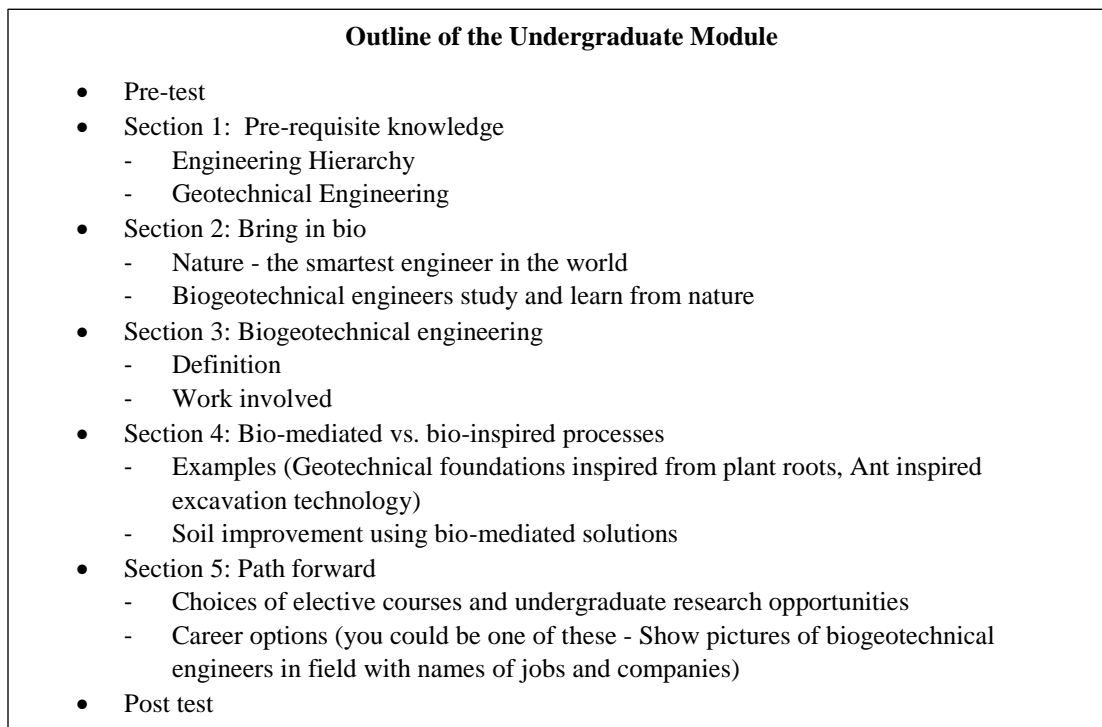 Outline of the Undergraduate Module
• Pre-test
• Section 1:  Pre-requisite knowledge
- Engineering Hierarchy
- Geotechnical Engineering
• Section 2: Bring in bio
- Nature - the smartest engineer in the world
- Biogeotechnical engineers study and learn from nature
• Section 3: Biogeotechnical engineering
- Definition
- Work involved
• Section 4: Bio-mediated vs. bio-inspired processes
- Examples (Geotechnical foundations inspired from plant roots, Ant inspired
excavation technology)
- Soil improvement using bio-mediated solutions
• Section 5: Path forward
- Choices of elective courses and undergraduate research opportunities
- Career options (you could be one of these - Show pictures of biogeotechnical
engineers in field with names of jobs and companies)
• Post test